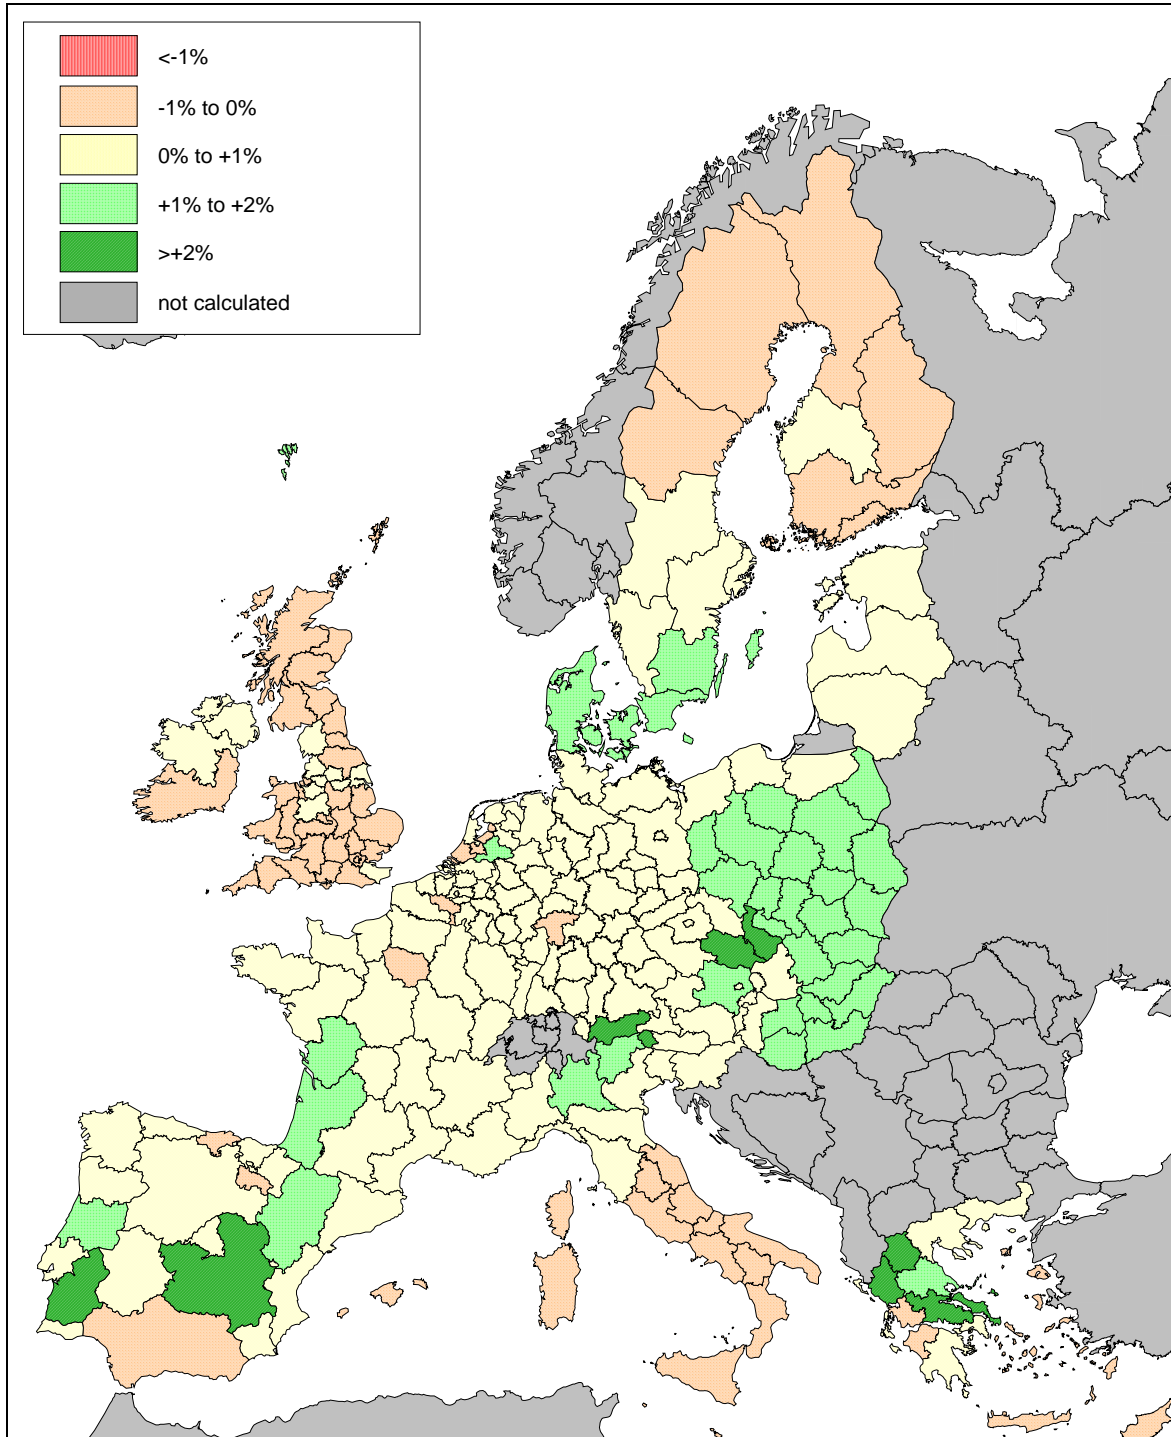 <-1%
-1% to 0%
0% to +1%
+1% to +2%
>+2%
not calculated